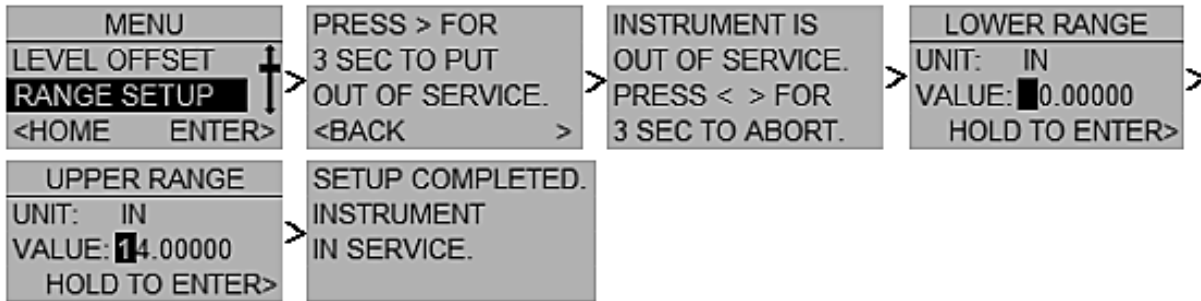 MENU
LEVEL OFFSET
RANGE SETUP
<HOME ENTER>
>
PRESS > FOR
3 SEC TO PUT
OUT OF SERVICE.
<BACK >
>
INSTRUMENT IS
OUT OF SERVICE.
PRESS < > FOR
3 SEC TO ABORT.
>
LOWER RANGE
UNIT: IN
VALUE: 0.00000
HOLD TO ENTER>
>
UPPER RANGE
UNIT: IN
VALUE: 14.00000
HOLD TO ENTER>
>
SETUP COMPLETED.
INSTRUMENT
IN SERVICE.